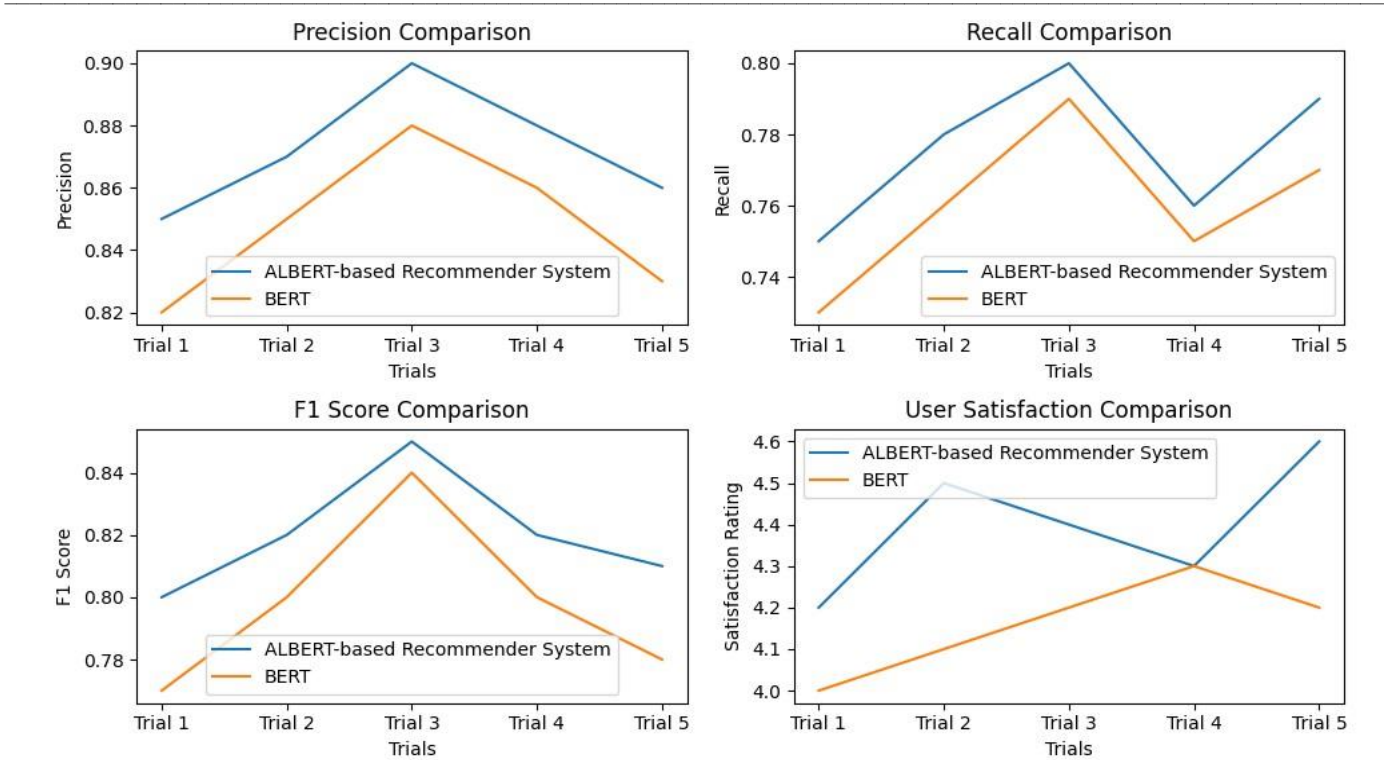 Precision Comparison
0.90
0.88
0.86
0.84
0.82
Precision
ALBERT-based Recommender System
BERT
Trial 1 Trial 2 Trial 3 Trial 4 Trial 5
Trials
Recall Comparison
0.80
0.78
0.76
0.74
Recall
ALBERT-based Recommender System
BERT
Trial 1 Trial 2 Trial 3 Trial 4 Trial 5
Trials
F1 Score Comparison
0.84
0.82
0.80
0.78
F1 Score
ALBERT-based Recommender System
BERT
Trial 1 Trial 2 Trial 3 Trial 4 Trial 5
Trials
User Satisfaction Comparison
4.6
4.5
4.4
4.3
4.2
4.1
4.0
Satisfaction Rating
ALBERT-based Recommender System
BERT
Trial 1 Trial 2 Trial 3 Trial 4 Trial 5
Trials